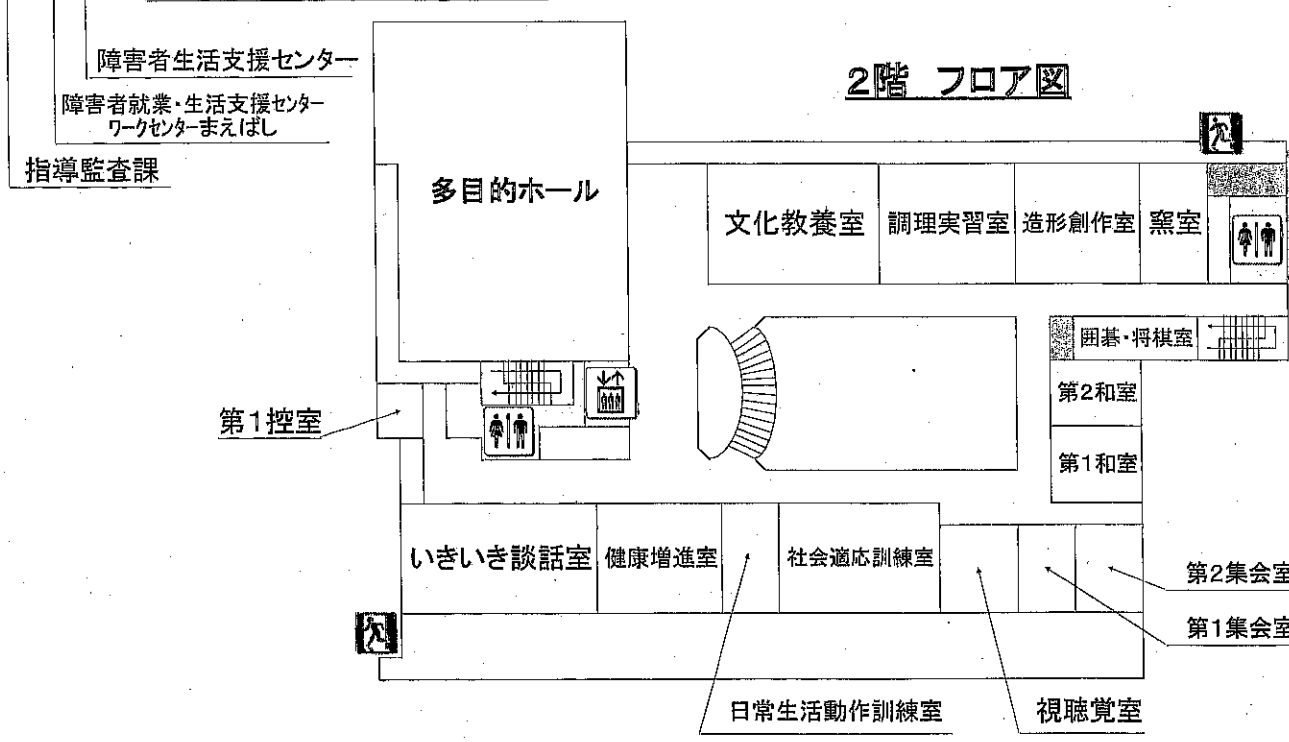 障害者生活支援センター
障害者就業・生活支援センター
ワークセンターまえばし
指導監査課
2階 フロア図
多目的ホール
文化教養室
調理実習室
造形創作室
窯室
囲碁・将棋室
第2和室
第1和室
第1控室
いきいき談話室
健康増進室
社会適応訓練室
第2集会室
第1集会室
日常生活動作訓練室
視聴覚室